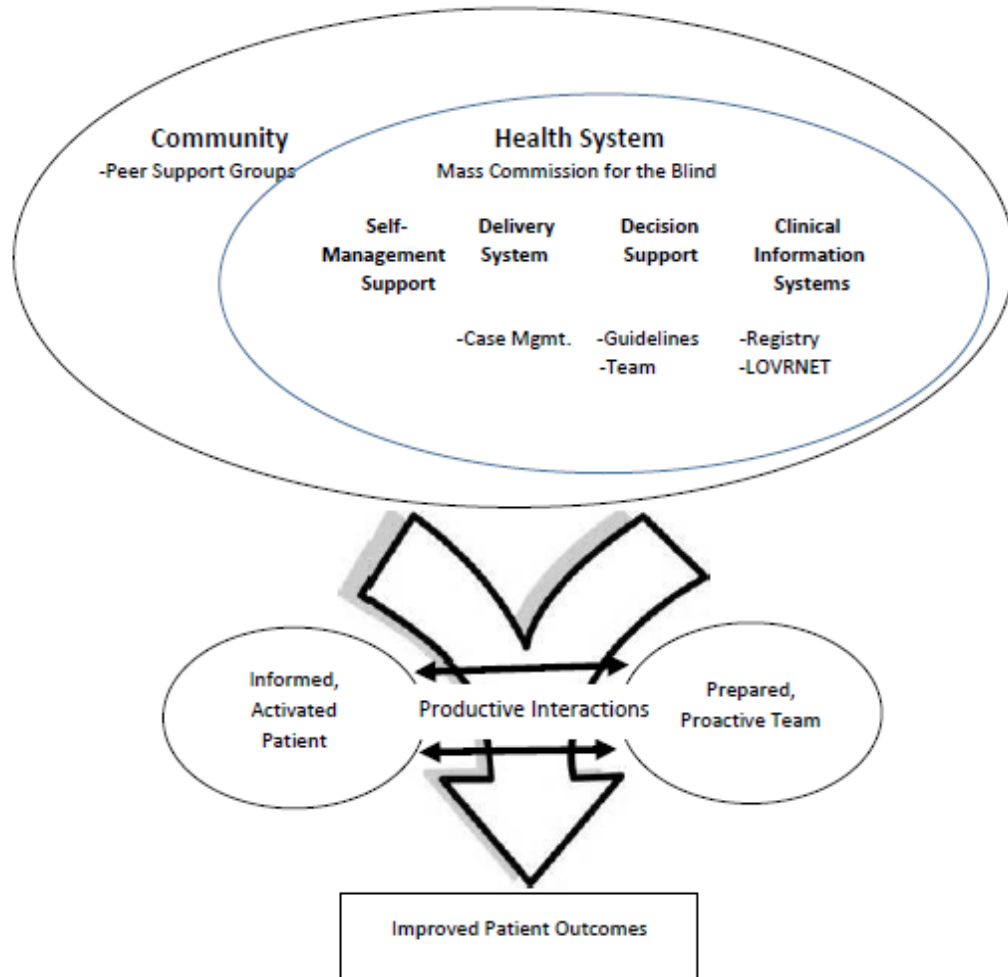 Community
-Peer Support Groups
Health System
Mass Commission for the Blind
Self-
Management
Support
Delivery
System
Decision
Support
Clinical
Information
Systems
-Case Mgmt.
-Guidelines
-Team
-Registry
-LOVRNET
Informed,
Activated
Patient
Productive Interactions
Prepared,
Proactive Team
Improved Patient Outcomes